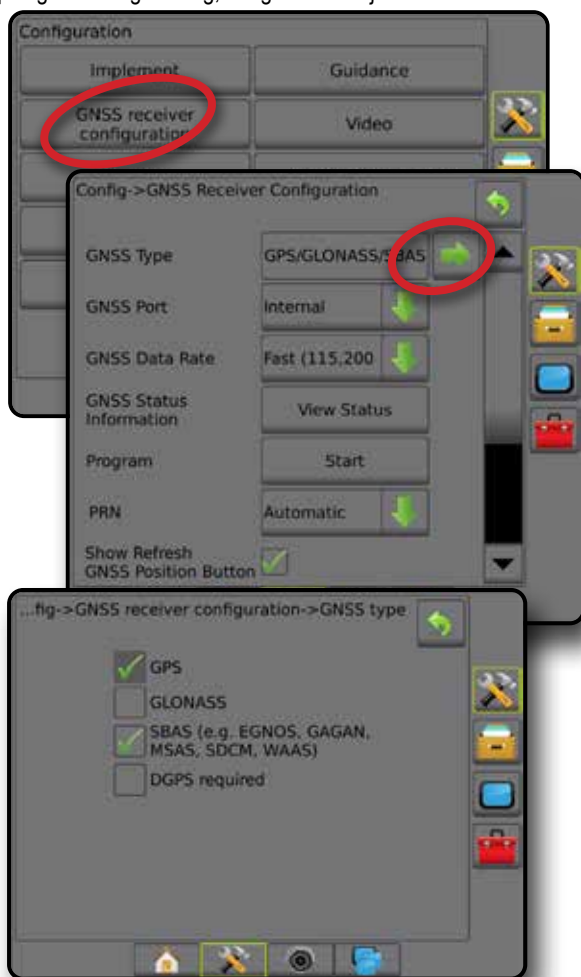 Configuration
Implement
Guidance
GNSS receiver
configuration
Video
Config->GNSS Receiver Configuration
GNSS Type
GPS/GLONASS/SBAS
GNSS Port
Internal
GNSS Data Rate
Fast (115,200
GNSS Status
Information
View Status
Program
Start
PRN
Automatic
Show Refresh
GNSS Position Button
...fig->GNSS receiver configuration->GNSS type
GPS
GLONASS
SBAS (e.g. EGNOS, GAGAN,
MSAS, SDCM, WAAS)
DGPS required